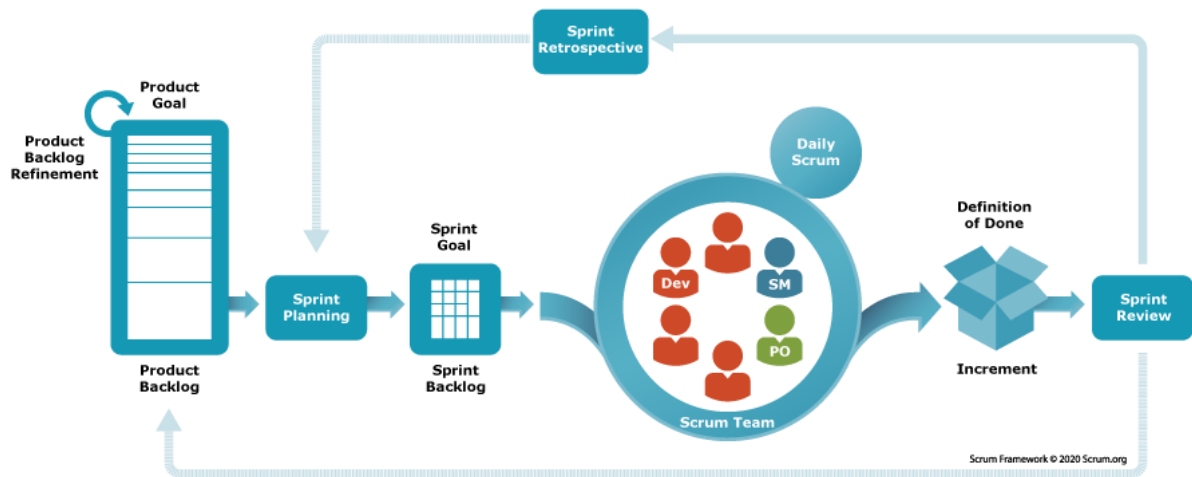 Sprint
Retrospective
Product
Goal
Product
Backlog
Refinement
Daily
Scrum
Sprint
Goal
Definition
of Done
Dev
SM
Sprint
Planning
Sprint
Review
PO
Product
Backlog
Sprint
Backlog
Increment
Scrum Team
Scrum Framework © 2020 Scrum.org